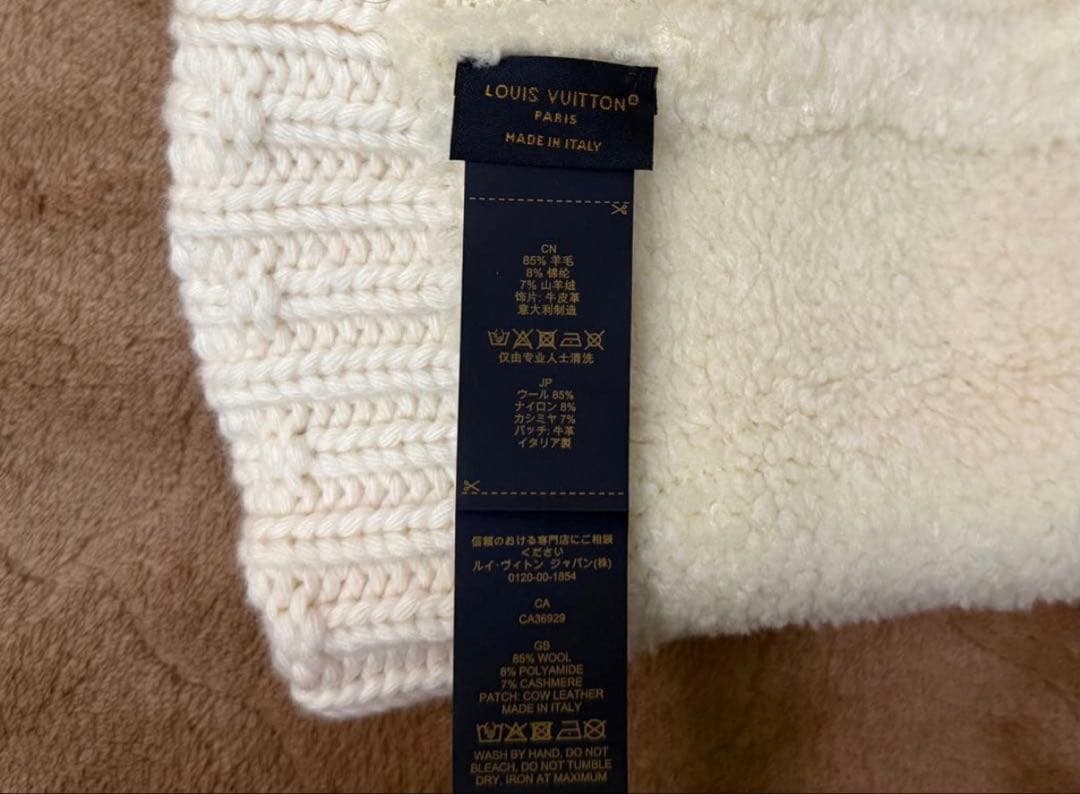 LOUIS VUITTON®
PARIS
MADE IN ITALY
CN
85% 羊毛
8% 锦纶
7% 山羊绒
饰片: 牛皮革
意大利制造
仅由专业人士清洗
JP
ウール 85%
ナイロン 8%
カシミヤ 7%
パッチ: 牛革
イタリア製
信頼のおける専門店にご相談
ください
ルイ・ヴィトン ジャパン(株)
0120-00-1854
CA
CA36929
GB
85% WOOL
8% POLYAMIDE
7% CASHMERE
PATCH: COW LEATHER
MADE IN ITALY
WASH BY HAND, DO NOT
BLEACH, DO NOT TUMBLE
DRY, IRON AT MAXIMUM